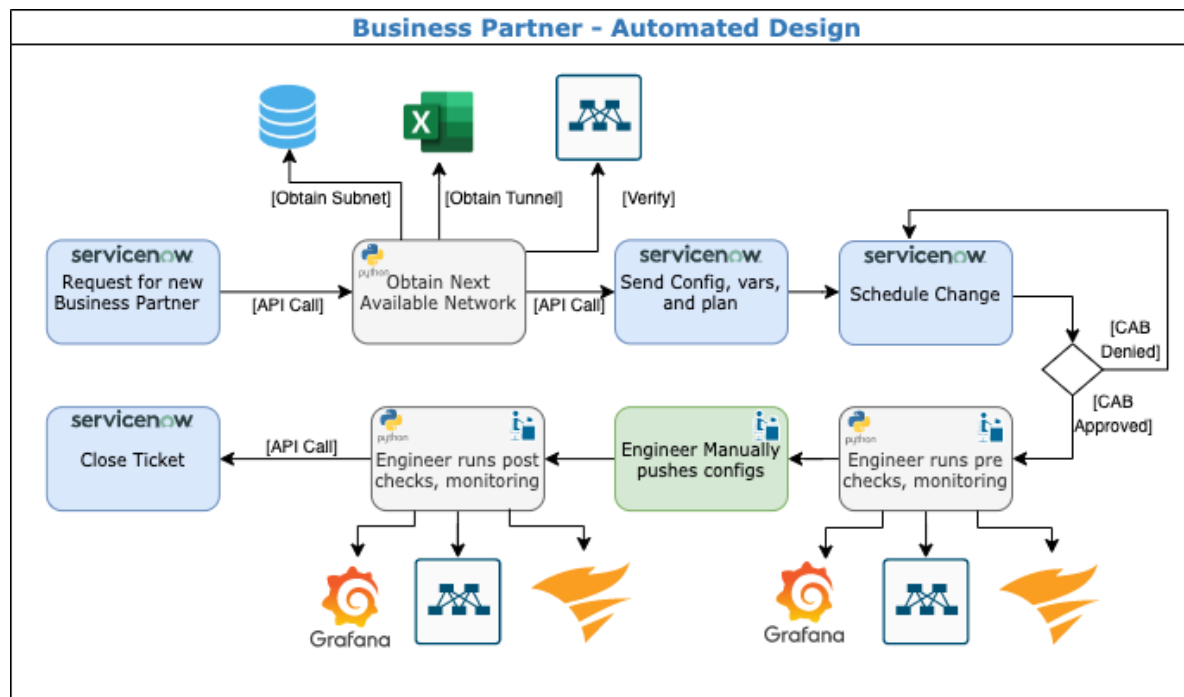 Business Partner - Automated Design
[Obtain Subnet]
[Obtain Tunnel]
[Verify]
servicenow
Request for new
Business Partner
[API Call]
python
Obtain Next
Available Network
[API Call]
servicenow.
Send Config, vars,
and plan
servicenow.
Schedule Change
[CAB
Denied]
[CAB
Approved]
servicenow
Close Ticket
[API Call]
python
Engineer runs post
checks, monitoring
Engineer Manually
pushes configs
python
Engineer runs pre
checks, monitoring
Grafana
Grafana
X